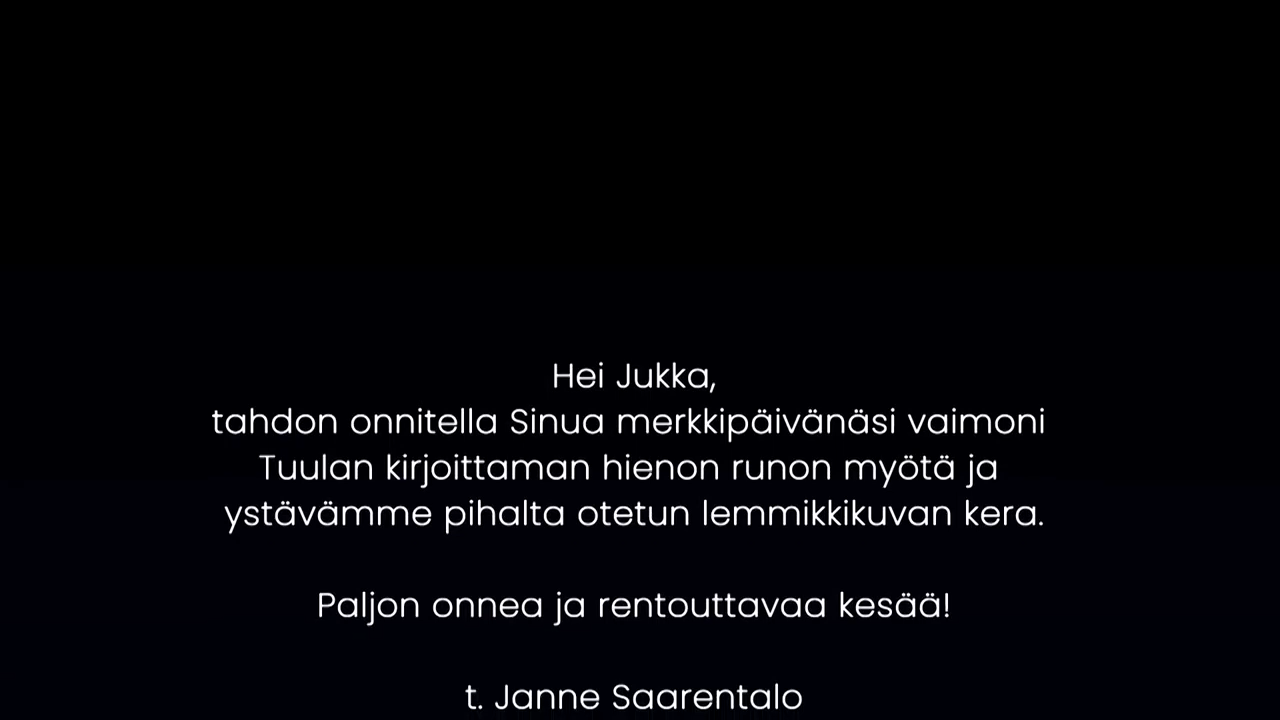 Hei Jukka,
tahdon onnitella Sinua merkkipäivänäsi vaimoni
Tuulan kirjoittaman hienon runon myötä ja
ystävämme pihalta otetun lemmikkikuvan kera.
Paljon onnea ja rentouttavaa kesää!
t. Janne Saarentalo